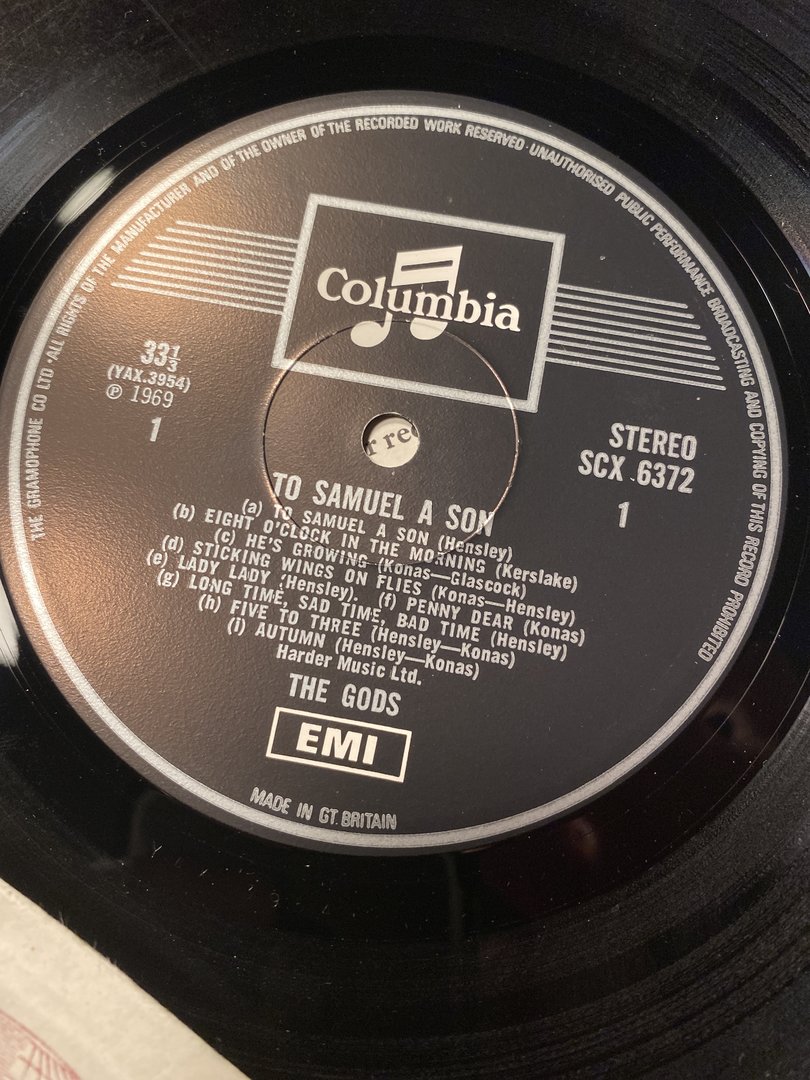 THE GRAMOPHONE CO LTD · ALL RIGHTS OF THE MANUFACTURER AND OF THE OWNER OF THE RECORDED WORK RESERVED · UNAUTHORISED PUBLIC PERFORMANCE BROADCASTING AND COPYING OF THIS RECORD PROHIBITED
Columbia
33⅓
(YAX.3954)
℗ 1969
1
STEREO
SCX 6372
1
r rec
TO SAMUEL A SON
(a) TO SAMUEL A SON (Hensley)
(b) EIGHT O'CLOCK IN THE MORNING (Kerslake)
(c) HE'S GROWING (Konas—Glascock)
(d) STICKING WINGS ON FLIES (Konas—Hensley)
(e) LADY LADY (Hensley). (f) PENNY DEAR (Konas)
(g) LONG TIME, SAD TIME, BAD TIME (Hensley)
(h) FIVE TO THREE (Hensley—Konas)
(i) AUTUMN (Hensley—Konas)
Harder Music Ltd.
THE GODS
EMI
MADE IN GT. BRITAIN